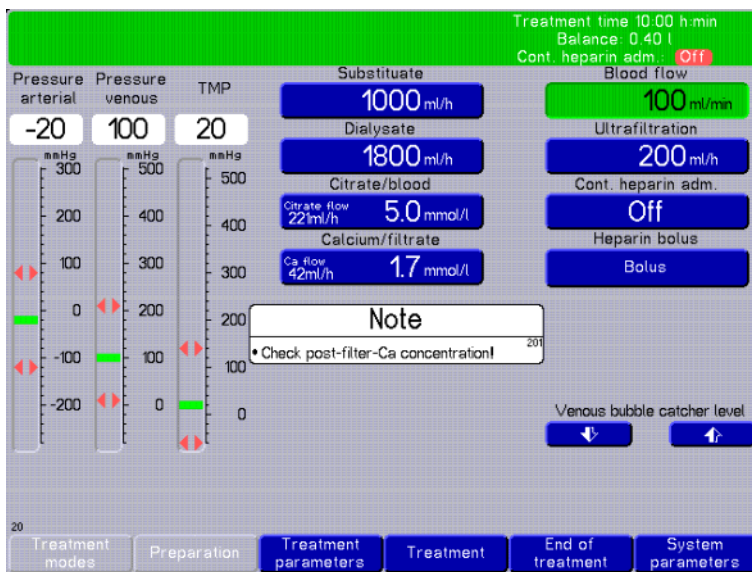 Treatment time 10:00 h:min
Balance: 0.40 l
Cont. heparin adm.: Off
Pressure arterial
Pressure venous
TMP
-20
100
20
mmHg
300
200
100
0
-100
-200
mmHg
500
400
300
200
100
0
mmHg
500
400
300
200
100
0
Substituate
1000 ml/h
Dialysate
1800 ml/h
Citrate/blood
Citrate flow
221ml/h
5.0 mmol/l
Calcium/filtrate
Ca flow
42ml/h
1.7 mmol/l
Blood flow
100 ml/min
Ultrafiltration
200 ml/h
Cont. heparin adm.
Off
Heparin bolus
Bolus
Note
201
• Check post-filter-Ca concentration!
Venous bubble catcher level
20
Treatment modes
Preparation
Treatment parameters
Treatment
End of treatment
System parameters